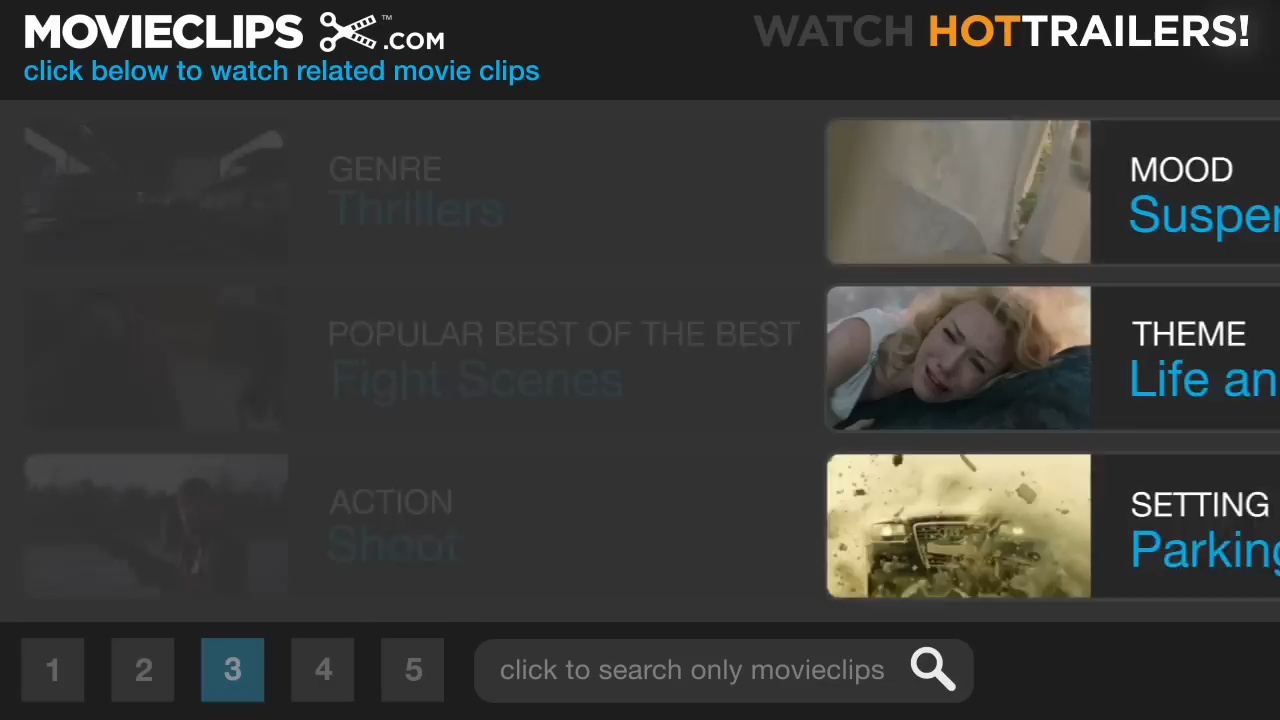 MOVIECLIPS ™ .COM
WATCH HOTTRAILERS!
click below to watch related movie clips
GENRE
Thrillers
MOOD
POPULAR BEST OF THE BEST
Fight Scenes
THEME
Life an
ACTION
Shoot
SETTING
Parking
1 2 3 4 5
click to search only movieclips